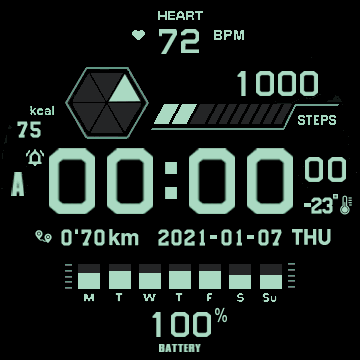 HEART
72 BPM
1000
STEPS
kcal
75
A 00:00 00
-23°
0'70km 2021-01-07 THU
M T W T F S Su
100%
BATTERY